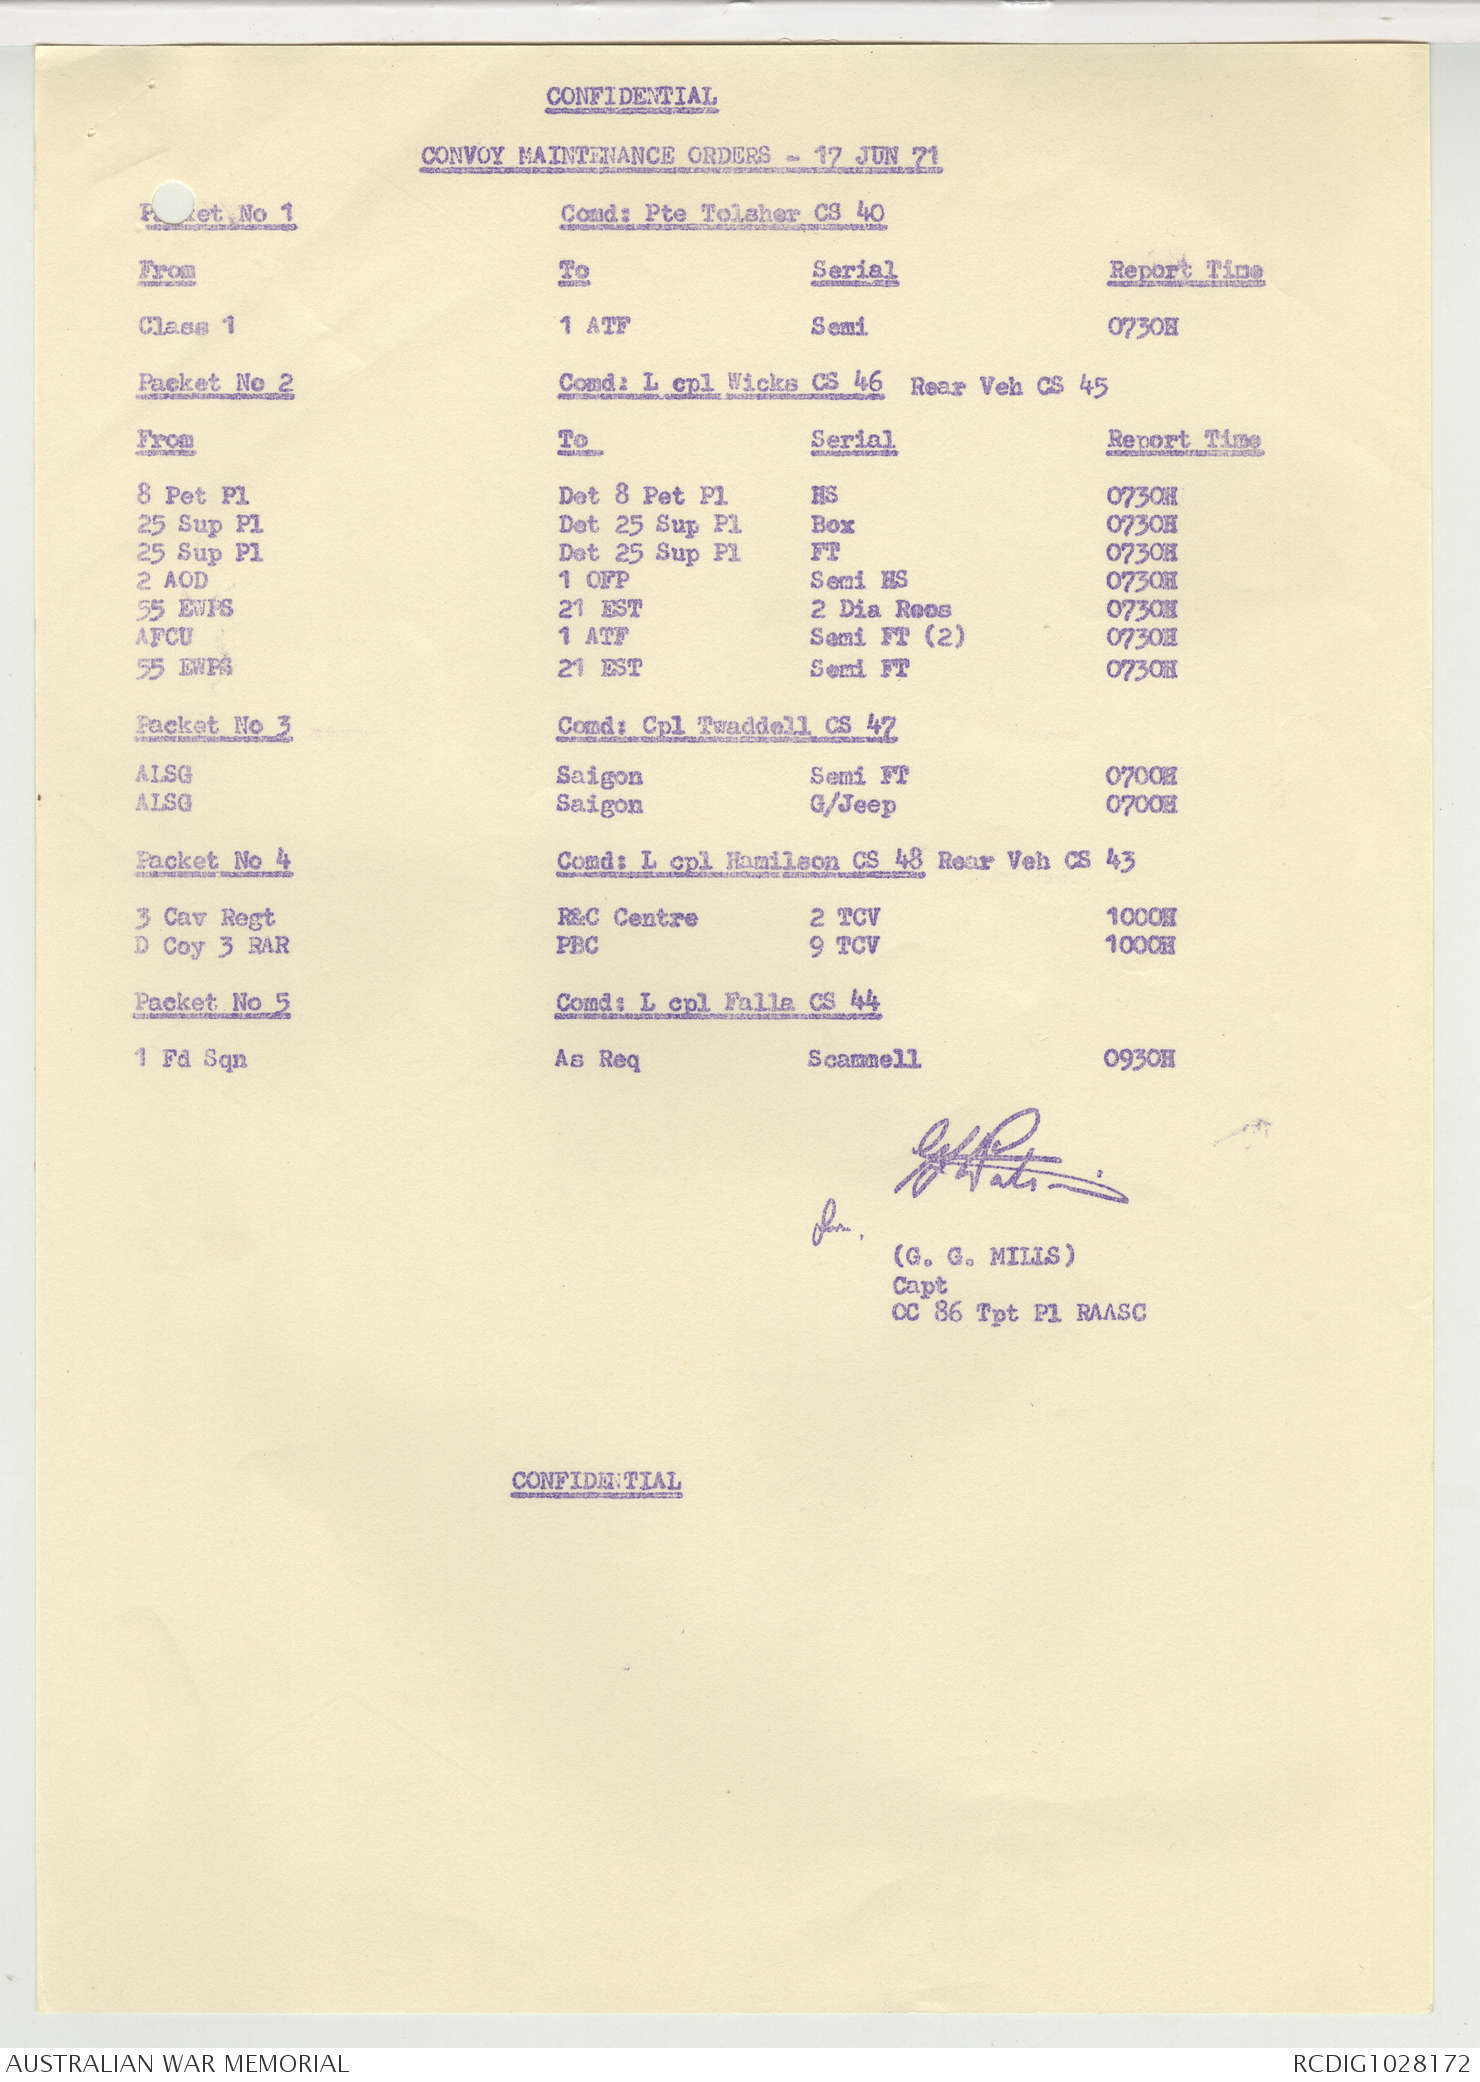 CONFIDENTIAL
CONVOY MAINTENANCE ORDERS - 17 JUN 71
Packet No 1 Comd: Pte Tolsher CS 40
From To Serial Report Time
Class 1 1 ATF Semi 0730H
Packet No 2 Comd: L cpl Wicks CS 46 Rear Veh CS 45
From To Serial Report Time
8 Pet Pl Det 8 Pet Pl HS 0730H
25 Sup Pl Det 25 Sup Pl Box 0730H
25 Sup Pl Det 25 Sup Pl FT 0730H
2 AOD 1 OFP Semi HS 0730H
55 EWPS 21 EST 2 Dia Reos 0730H
AFCU 1 ATF Semi FT (2) 0730H
55 EWPS 21 EST Semi FT 0730H
Packet No 3 Comd: Cpl Twaddell CS 47
ALSG Saigon Semi FT 0700H
ALSG Saigon G/Jeep 0700H
Packet No 4 Comd: L cpl Hamilson CS 48 Rear Veh CS 43
3 Cav Regt R&C Centre 2 TCV 1000H
D Coy 3 RAR PBC 9 TCV 1000H
Packet No 5 Comd: L cpl Falla CS 44
1 Fd Sqn As Req Scammell 0930H
for.
(G. G. MILLS)
Capt
OC 86 Tpt Pl RAASC
CONFIDENTIAL
AUSTRALIAN WAR MEMORIAL RCDIG1028172